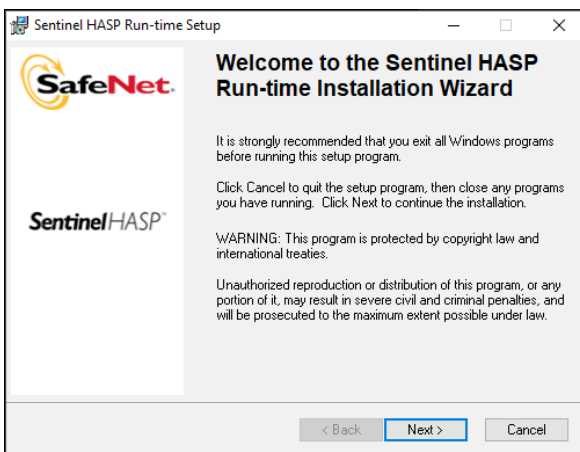 Sentinel HASP Run-time Setup
SafeNet.
Welcome to the Sentinel HASP
Run-time Installation Wizard
It is strongly recommended that you exit all Windows programs
before running this setup program.
Click Cancel to quit the setup program, then close any programs
you have running. Click Next to continue the installation.
SentinelHASP™
WARNING: This program is protected by copyright law and
international treaties.
Unauthorized reproduction or distribution of this program, or any
portion of it, may result in severe civil and criminal penalties, and
will be prosecuted to the maximum extent possible under law.
< Back
Next >
Cancel